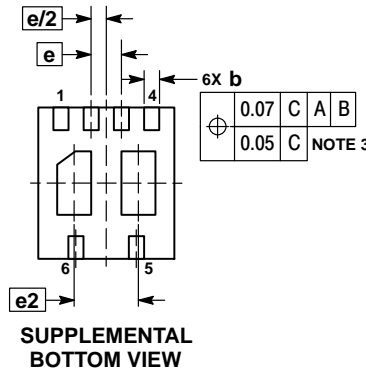 e/2
e
6X b
1
4
0.07 C A B
0.05 C NOTE 3
6
5
e2
SUPPLEMENTAL
BOTTOM VIEW